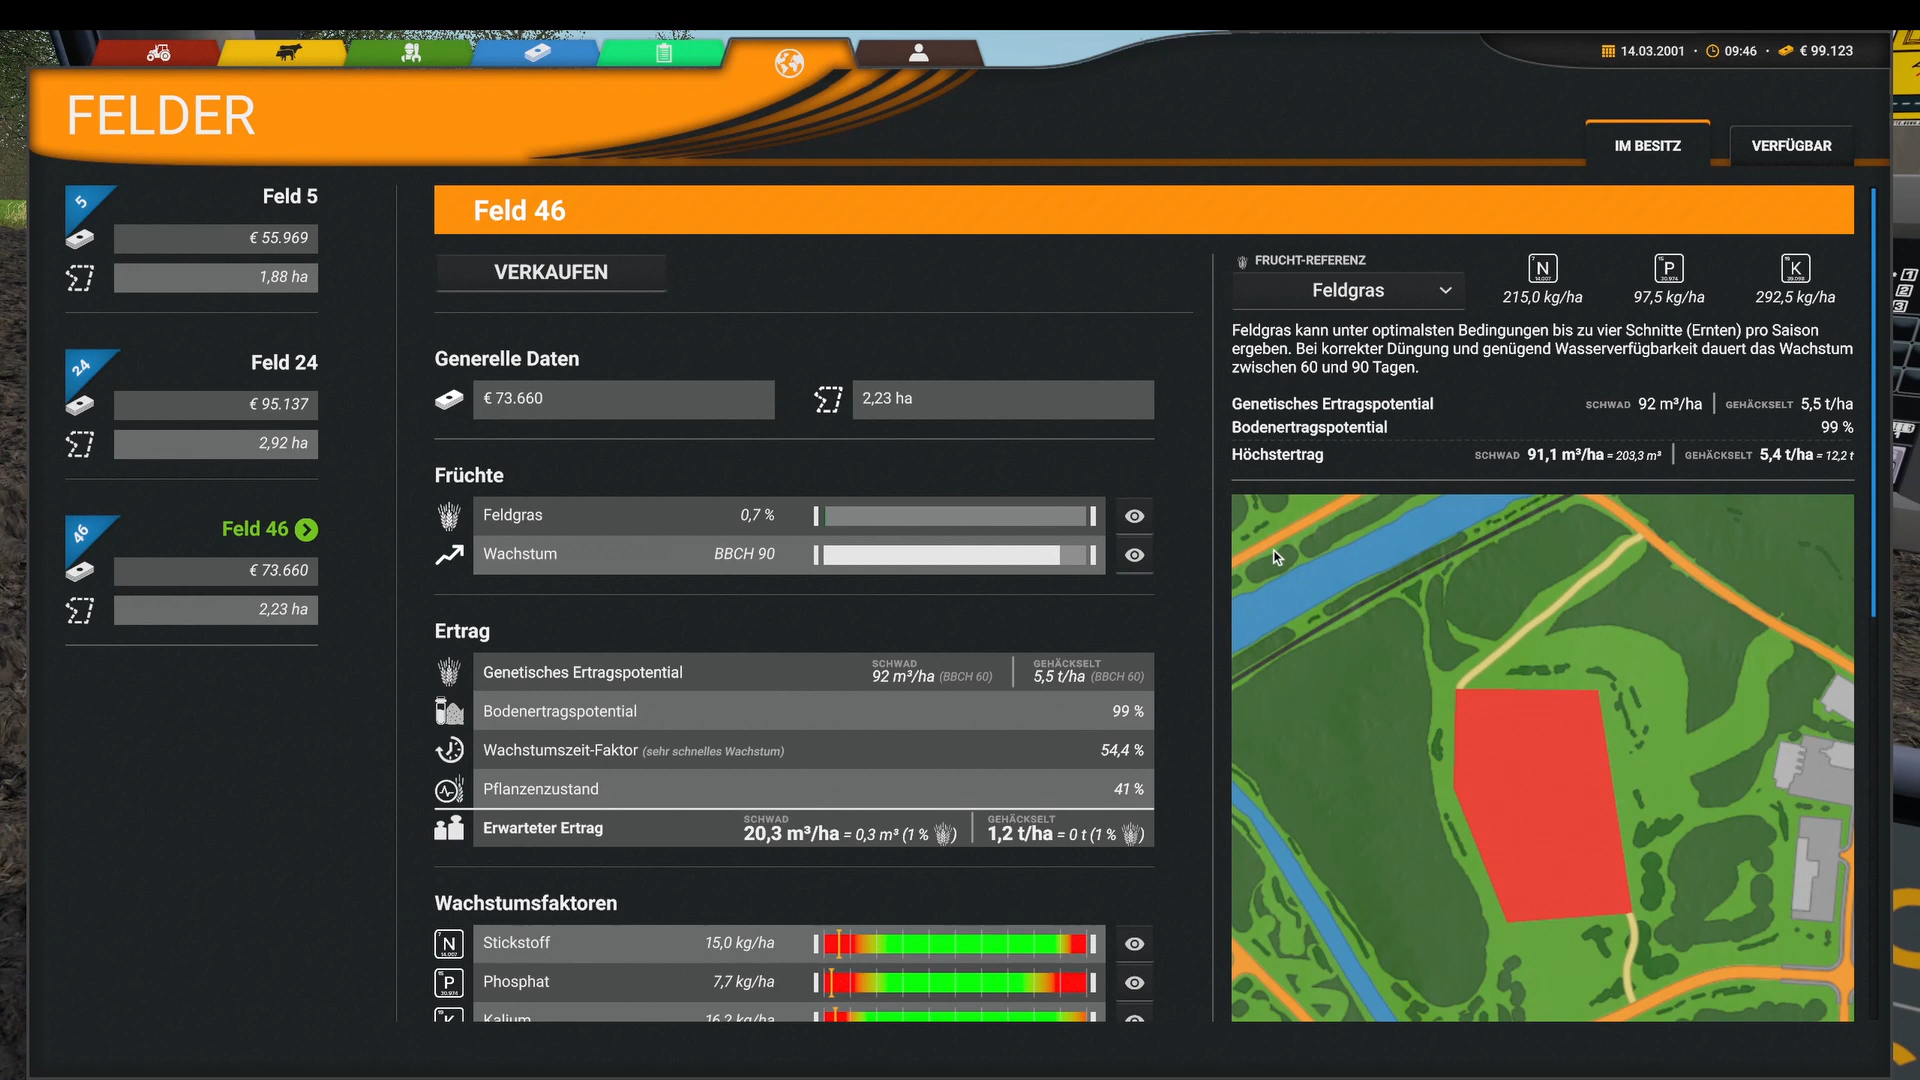 14.03.2001 · 09:46 · € 99.123
FELDER
IM BESITZ
VERFÜGBAR
5
Feld 5
€ 55.969
1,88 ha
24
Feld 24
€ 95.137
2,92 ha
46
Feld 46
€ 73.660
2,23 ha
Feld 46
VERKAUFEN
Generelle Daten
€ 73.660
2,23 ha
Früchte
Feldgras 0,7 %
Wachstum BBCH 90
Ertrag
Genetisches Ertragspotential SCHWAD 92 m³/ha (BBCH 60) GEHÄCKSELT 5,5 t/ha (BBCH 60)
Bodenertragspotential 99 %
Wachstumszeit-Faktor (sehr schnelles Wachstum) 54,4 %
Pflanzenzustand 41 %
Erwarteter Ertrag SCHWAD 20,3 m³/ha = 0,3 m³ (1 % ) GEHÄCKSELT 1,2 t/ha = 0 t (1 % )
Wachstumsfaktoren
N Stickstoff 15,0 kg/ha
P Phosphat 7,7 kg/ha
K Kalium 16,2 kg/ha
FRUCHT-REFERENZ
Feldgras
N
215,0 kg/ha
P
97,5 kg/ha
K
292,5 kg/ha
Feldgras kann unter optimalsten Bedingungen bis zu vier Schnitte (Ernten) pro Saison
ergeben. Bei korrekter Düngung und genügend Wasserverfügbarkeit dauert das Wachstum
zwischen 60 und 90 Tagen.
Genetisches Ertragspotential SCHWAD 92 m³/ha GEHÄCKSELT 5,5 t/ha
Bodenertragspotential 99 %
Höchstertrag SCHWAD 91,1 m³/ha = 203,3 m³ GEHÄCKSELT 5,4 t/ha = 12,2 t